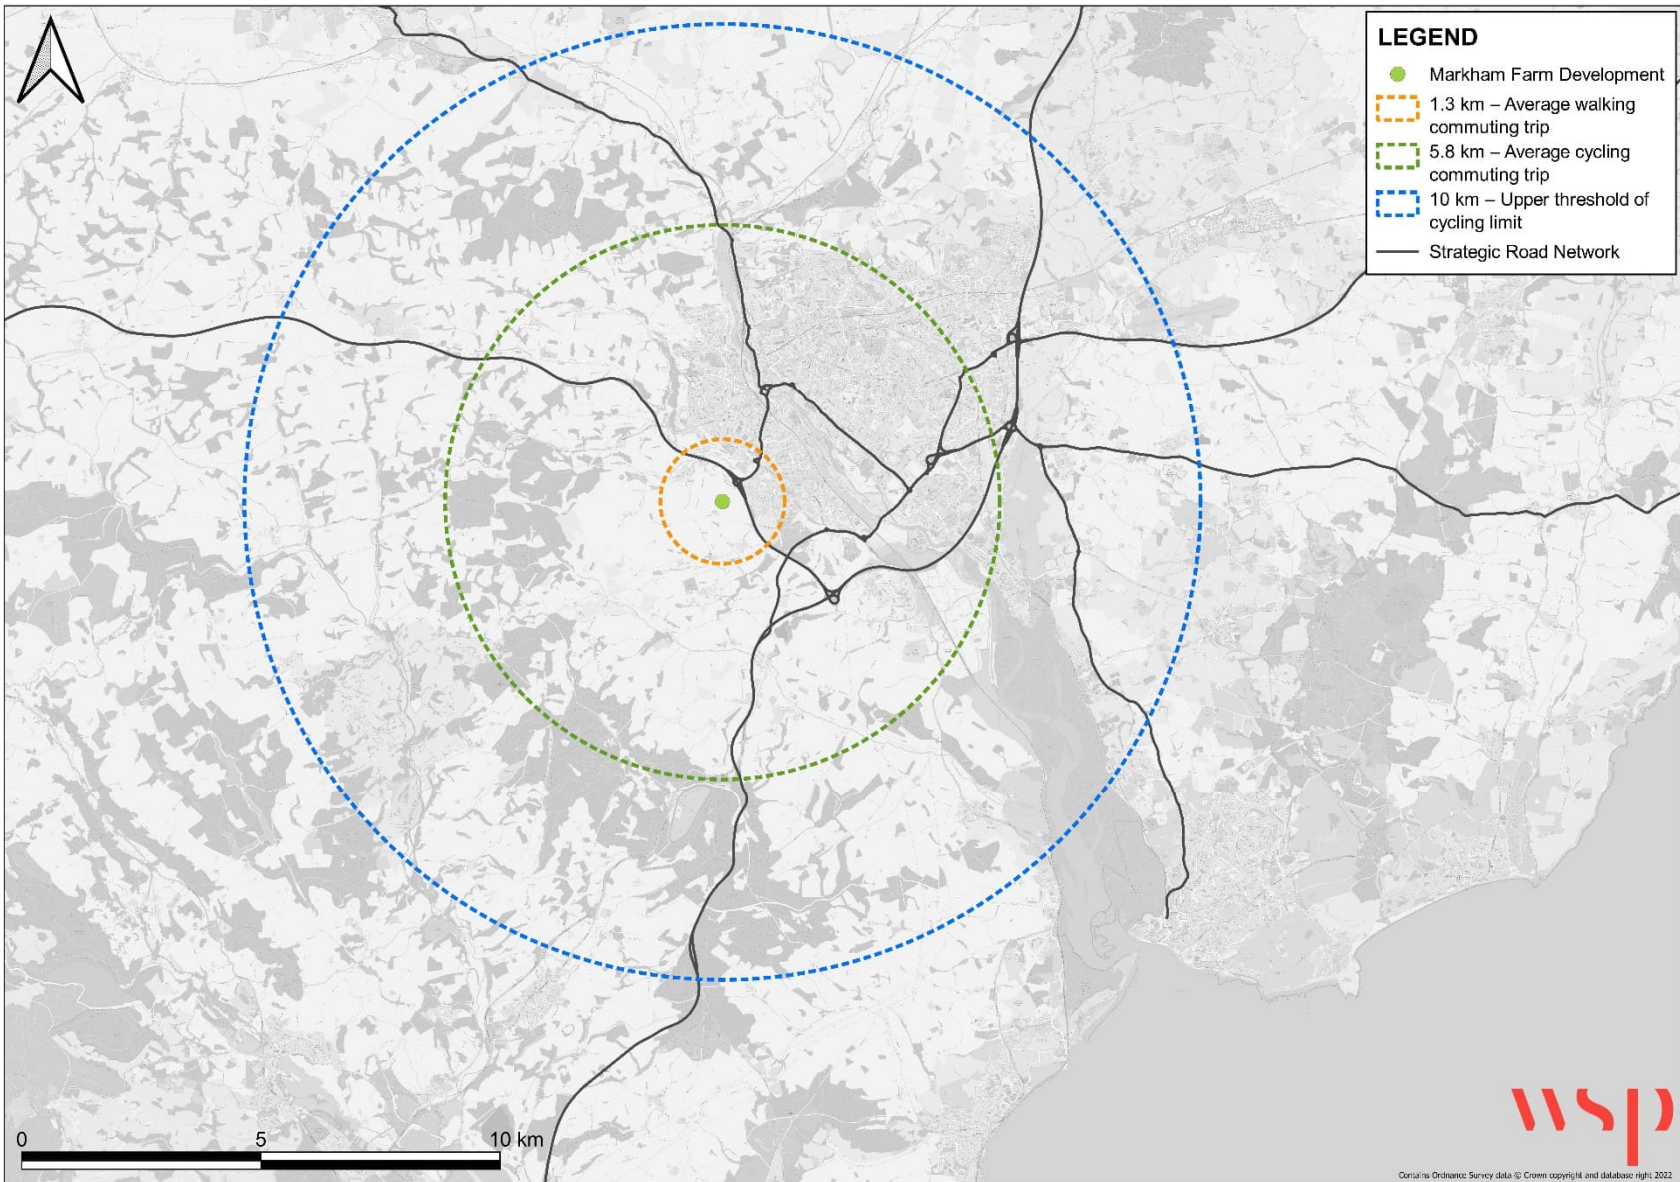 LEGEND
Markham Farm Development
1.3 km – Average walking
commuting trip
5.8 km – Average cycling
commuting trip
10 km – Upper threshold of
cycling limit
Strategic Road Network
0 5 10 km
wsp
Contains Ordnance Survey data © Crown copyright and database right 2022